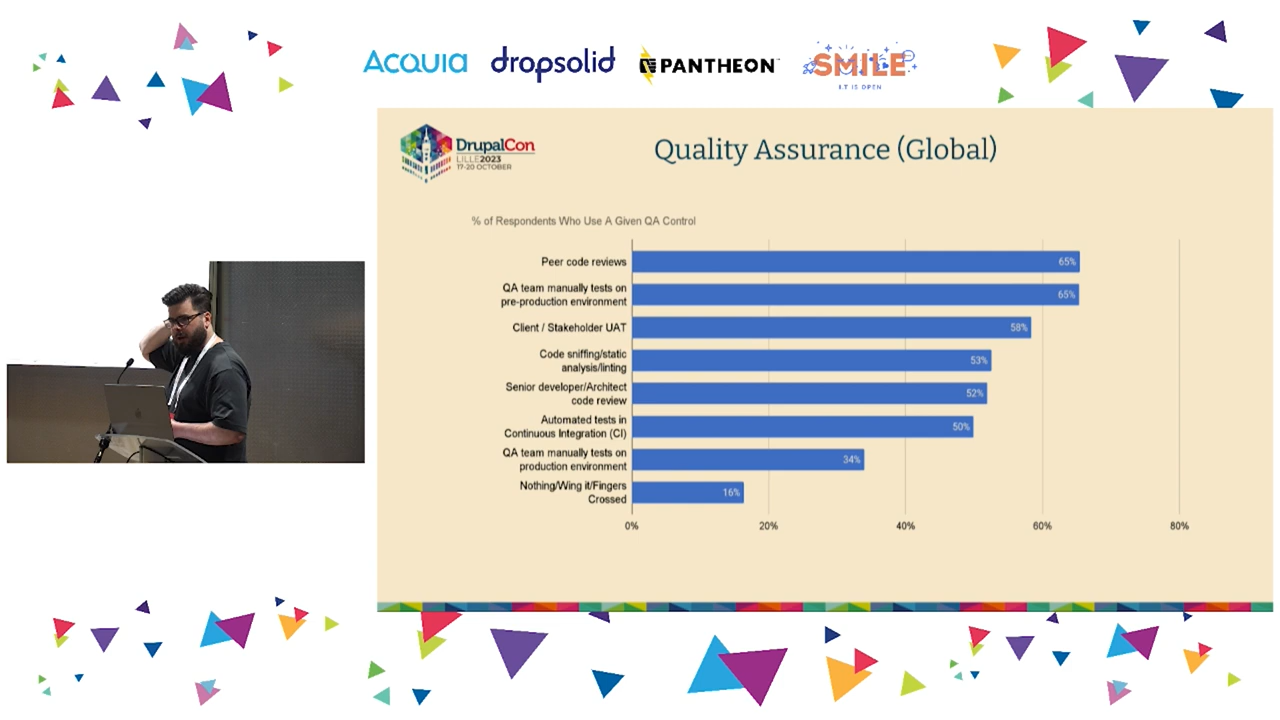 ACQUIA dropsolid PANTHEON SMILE
I.T IS OPEN
DrupalCon
LILLE2023
17-20 OCTOBER
Quality Assurance (Global)
% of Respondents Who Use A Given QA Control
Peer code reviews 65%
QA team manually tests on
pre-production environment 65%
Client / Stakeholder UAT 58%
Code sniffing/static
analysis/linting 53%
Senior developer/Architect
code review 52%
Automated tests in
Continuous Integration (CI) 50%
QA team manually tests on
production environment 34%
Nothing/Wing it/Fingers
Crossed 16%
0% 20% 40% 60% 80%